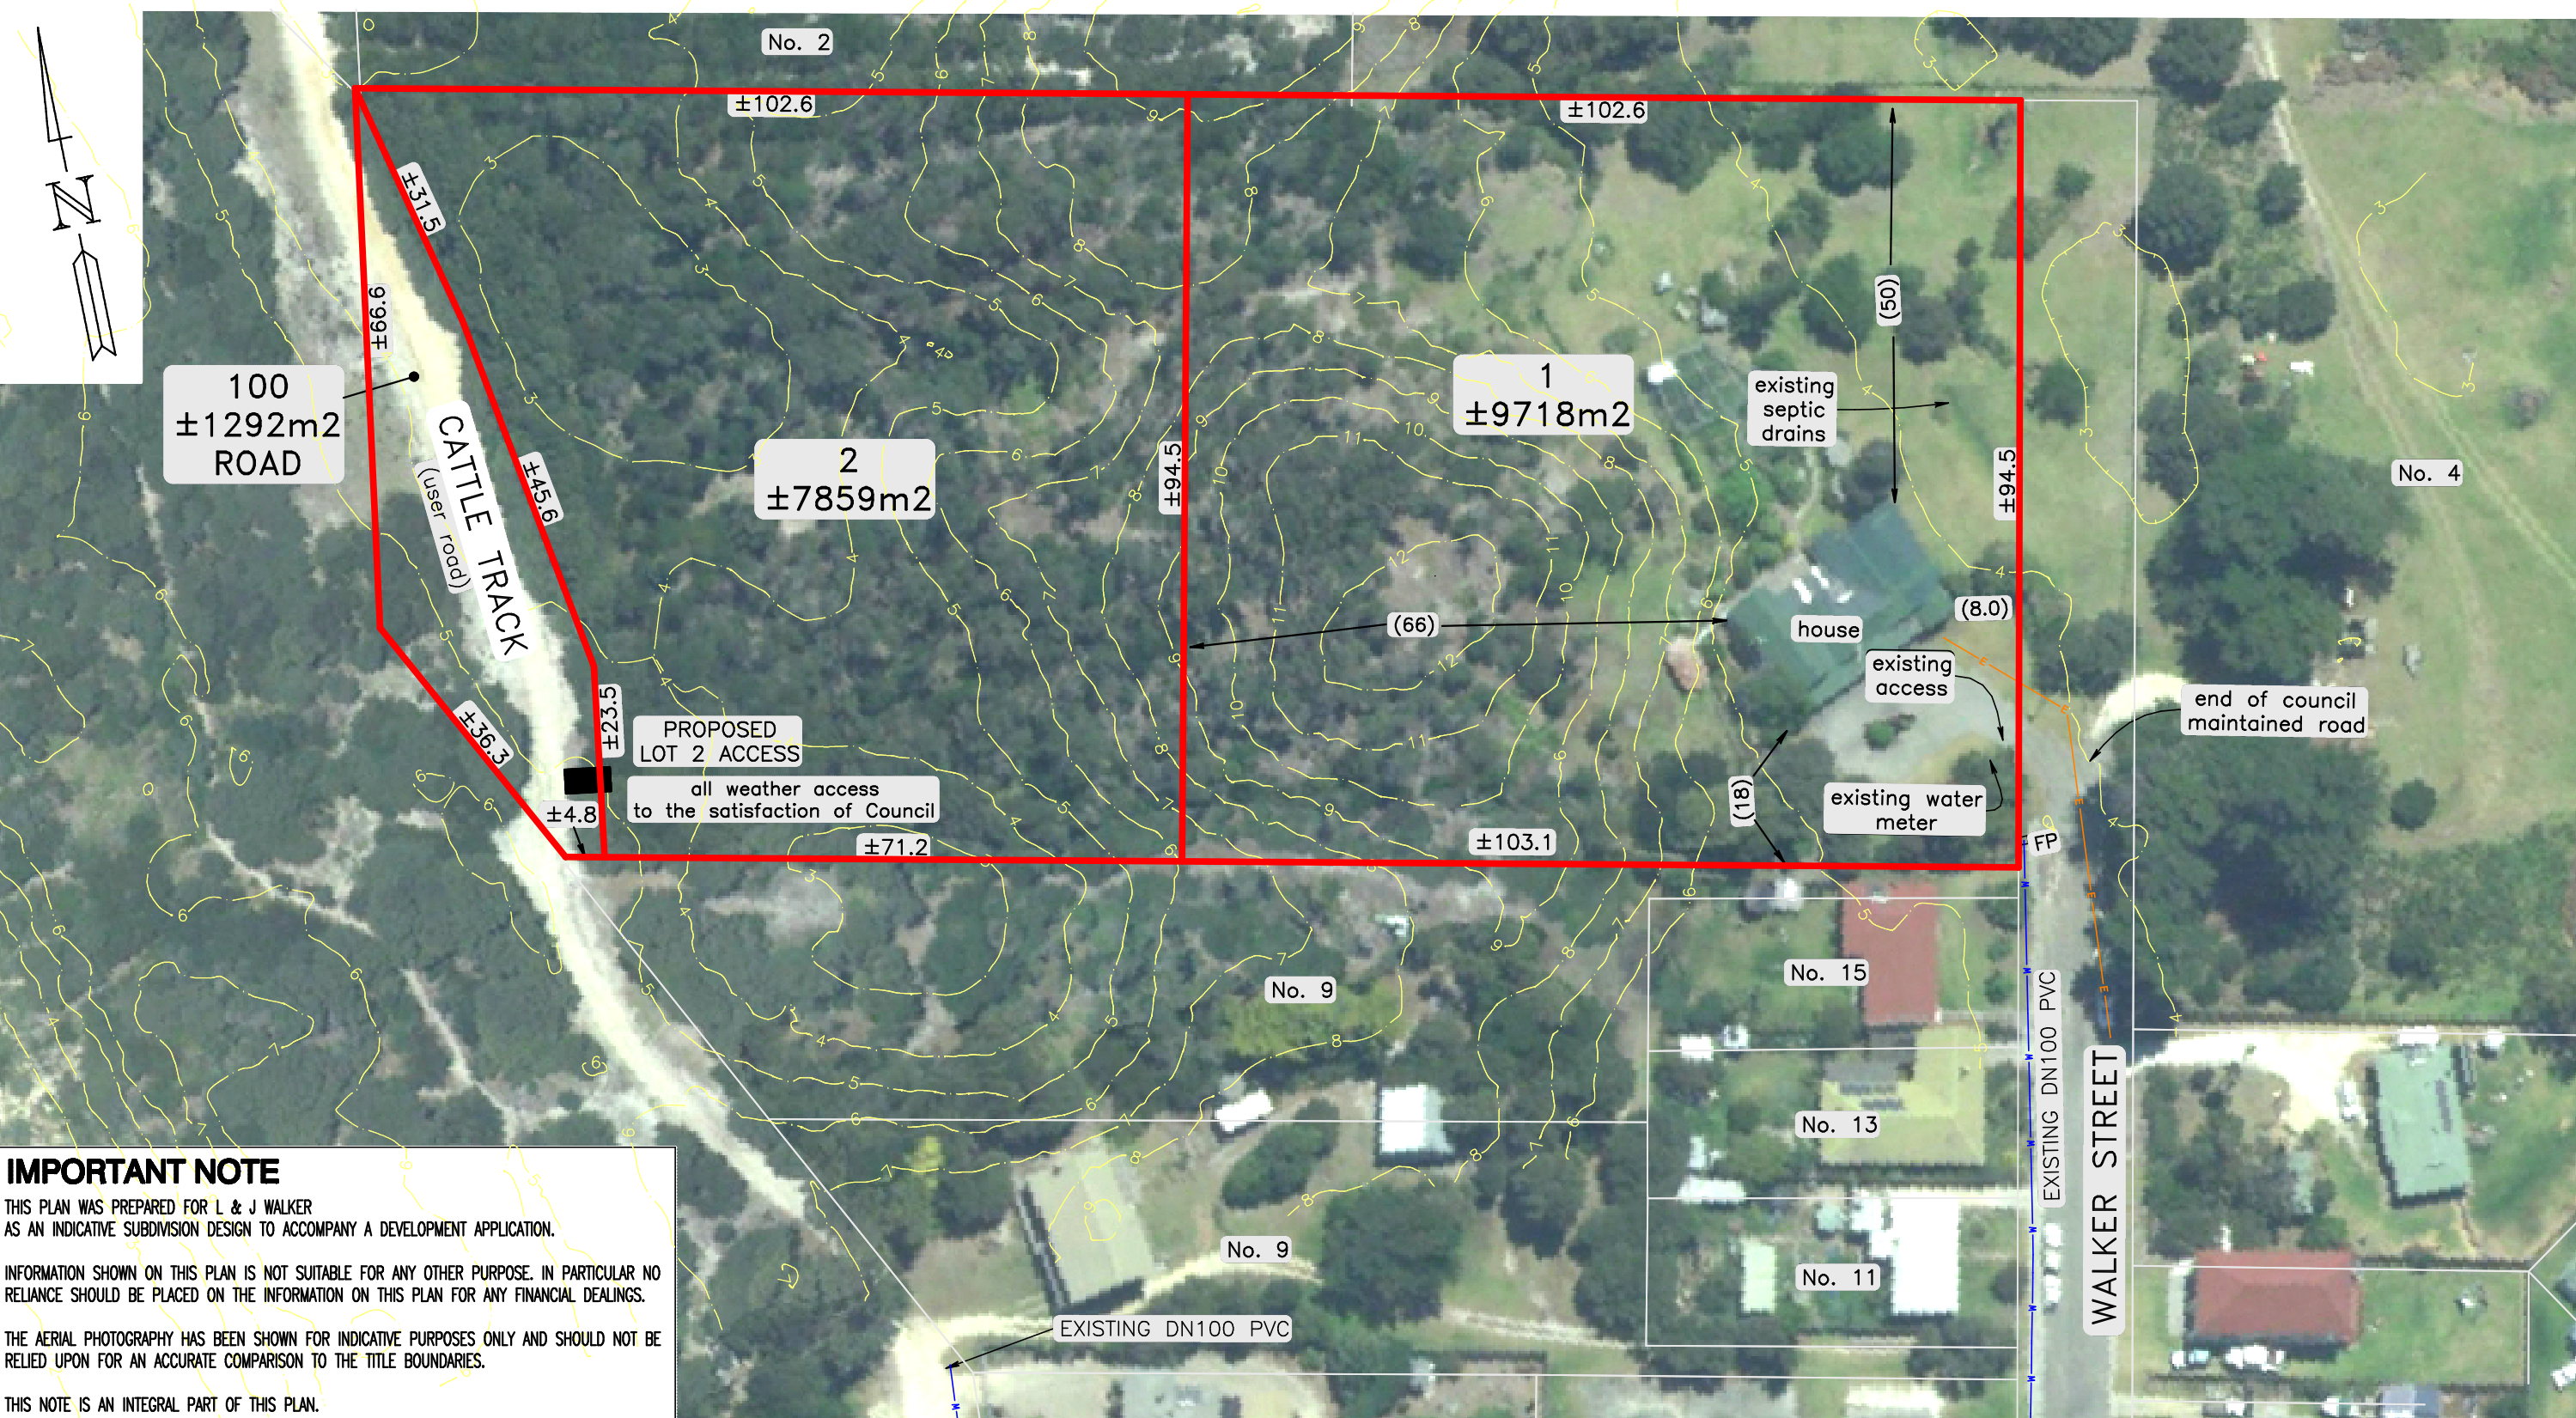 N
No. 2
±102.6
±102.6
±31.5
±66.6
(50)
100
±1292m2
ROAD
CATTLE TRACK
(user road)
±45.6
2
±7859m2
±94.5
1
±9718m2
existing
septic
drains
±94.5
No. 4
(66)
house
(8.0)
existing
access
end of council
maintained road
±36.3
±23.5
PROPOSED
LOT 2 ACCESS
all weather access
to the satisfaction of Council
±4.8
±71.2
±103.1
(18)
existing water
meter
FP
No. 9
No. 15
No. 13
No. 9
No. 11
EXISTING DN100 PVC
WALKER STREET
EXISTING DN100 PVC
IMPORTANT NOTE
THIS PLAN WAS PREPARED FOR L & J WALKER
AS AN INDICATIVE SUBDIVISION DESIGN TO ACCOMPANY A DEVELOPMENT APPLICATION.
INFORMATION SHOWN ON THIS PLAN IS NOT SUITABLE FOR ANY OTHER PURPOSE. IN PARTICULAR NO
RELIANCE SHOULD BE PLACED ON THE INFORMATION ON THIS PLAN FOR ANY FINANCIAL DEALINGS.
THE AERIAL PHOTOGRAPHY HAS BEEN SHOWN FOR INDICATIVE PURPOSES ONLY AND SHOULD NOT BE
RELIED UPON FOR AN ACCURATE COMPARISON TO THE TITLE BOUNDARIES.
THIS NOTE IS AN INTEGRAL PART OF THIS PLAN.